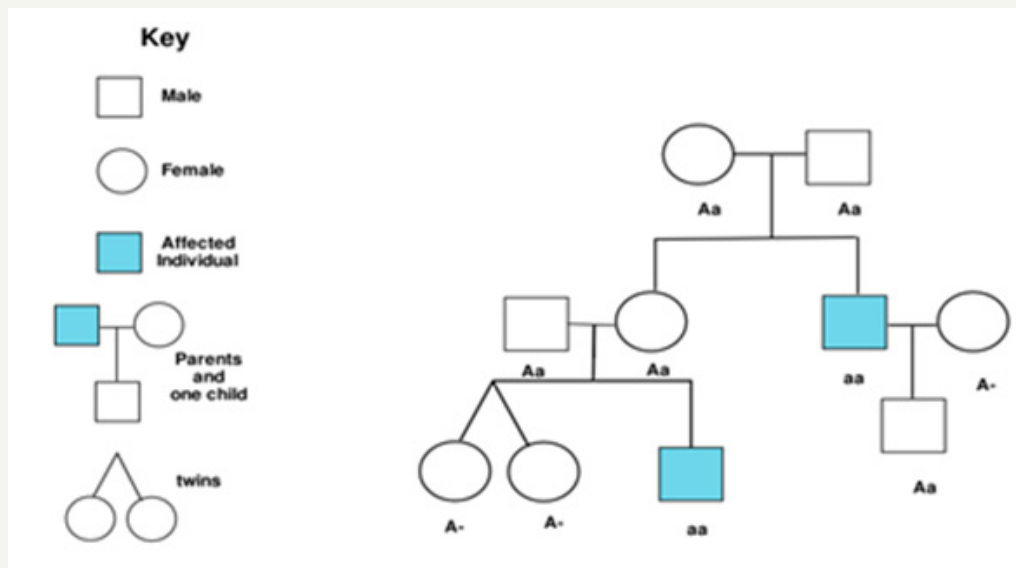 Key
Male
Female
Affected
Individual
Parents
and
one child
twins
Aa Aa
Aa Aa aa A-
Aa
A- A- aa